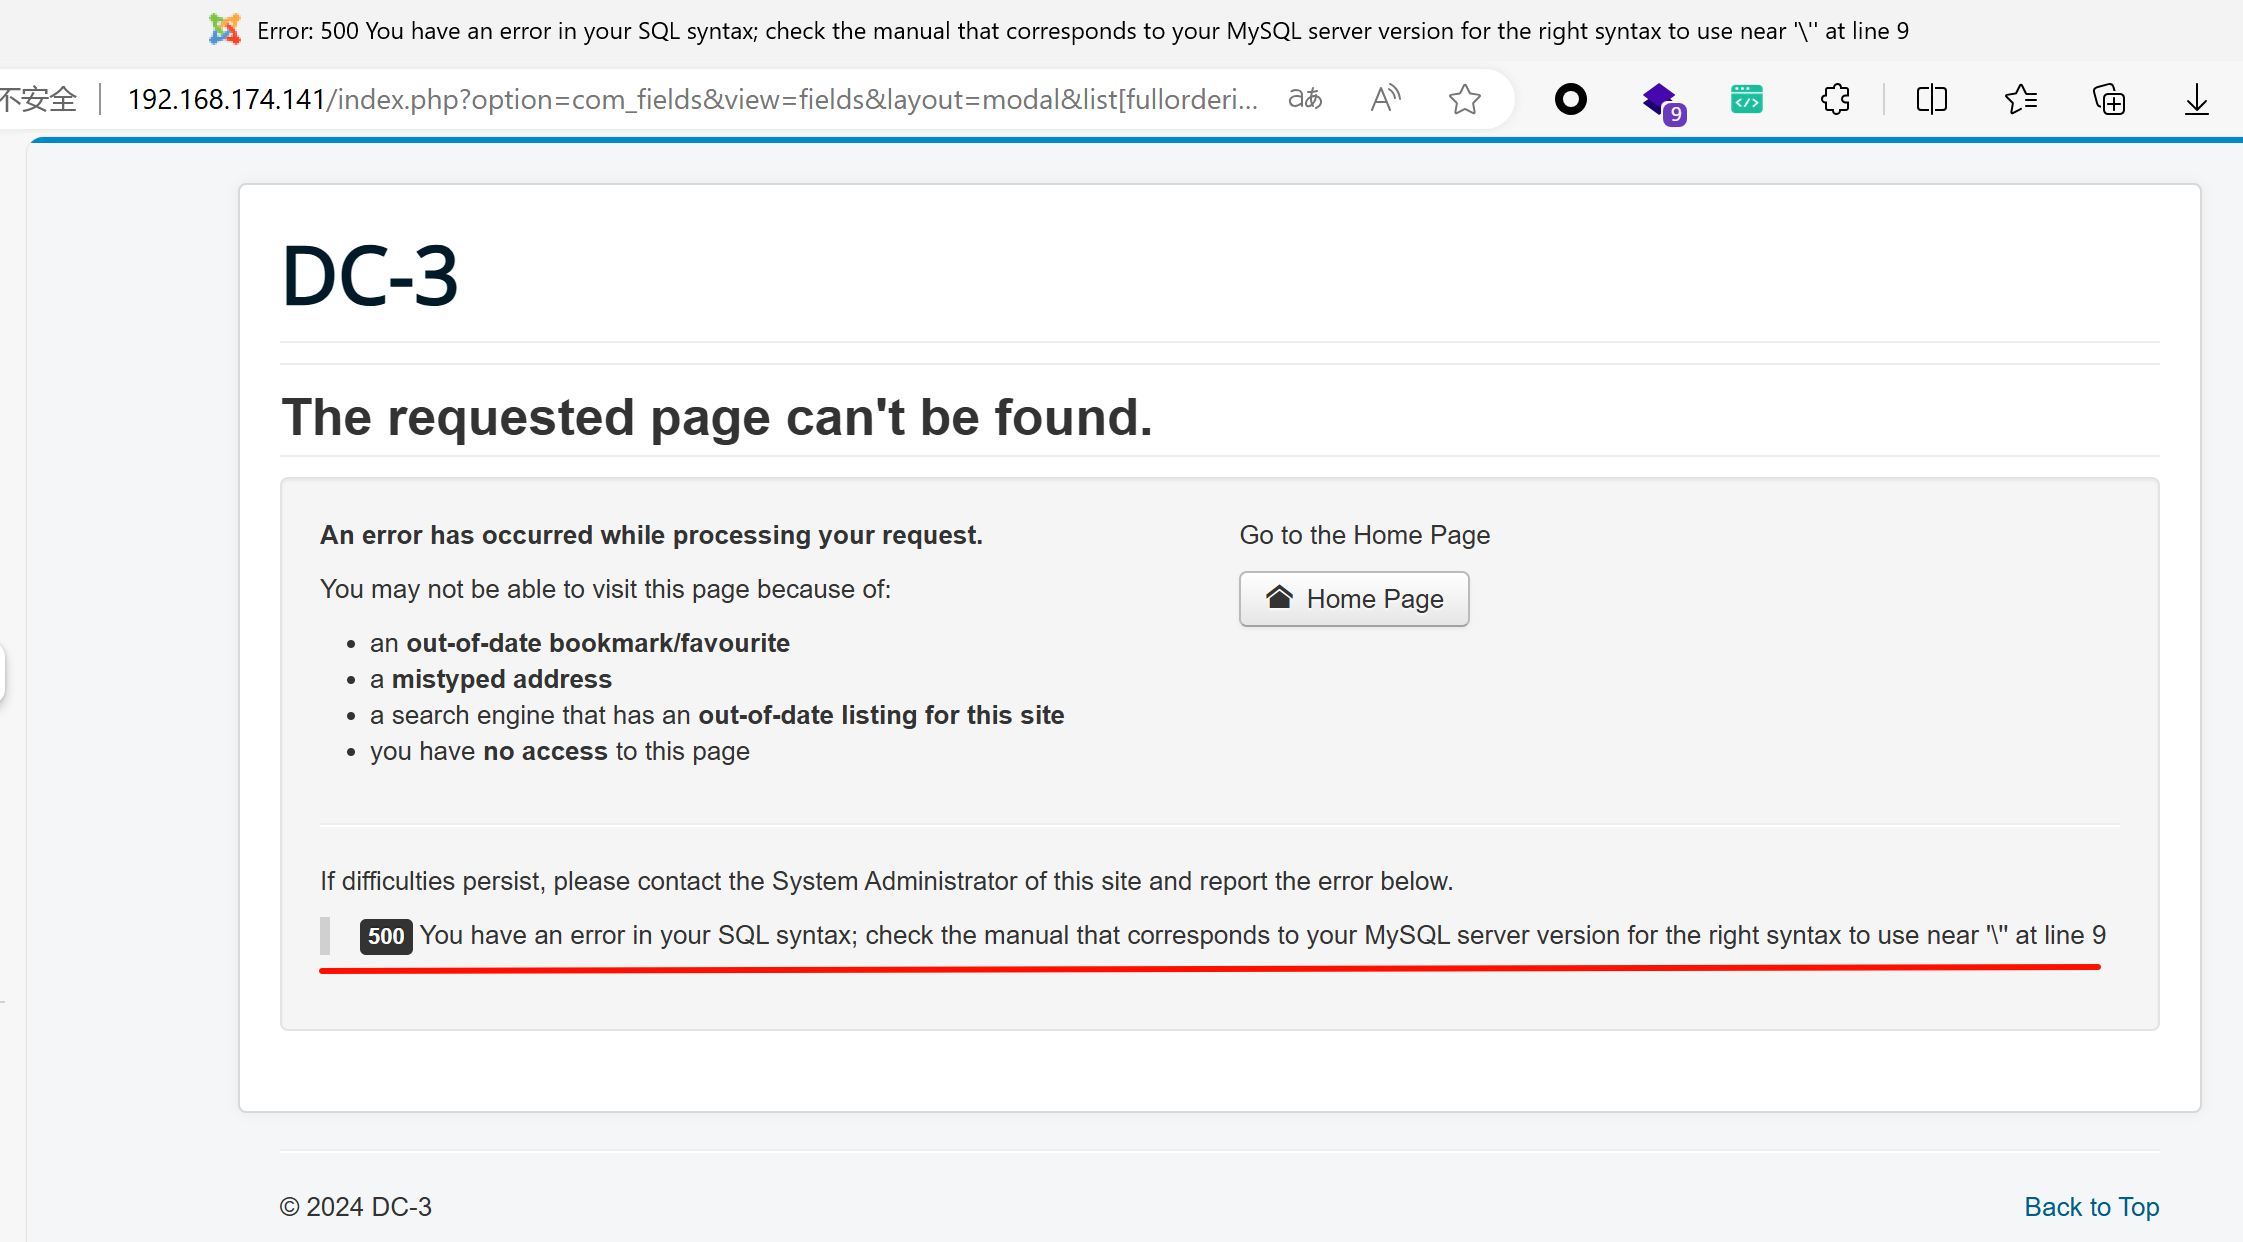 Error: 500 You have an error in your SQL syntax; check the manual that corresponds to your MySQL server version for the right syntax to use near '\'' at line 9
不安全 192.168.174.141/index.php?option=com_fields&view=fields&layout=modal&list[fullorderi... aあ A
9
DC-3
The requested page can't be found.
An error has occurred while processing your request.
Go to the Home Page
You may not be able to visit this page because of:
Home Page
• an out-of-date bookmark/favourite
• a mistyped address
• a search engine that has an out-of-date listing for this site
• you have no access to this page
If difficulties persist, please contact the System Administrator of this site and report the error below.
500 You have an error in your SQL syntax; check the manual that corresponds to your MySQL server version for the right syntax to use near '\'' at line 9
© 2024 DC-3
Back to Top